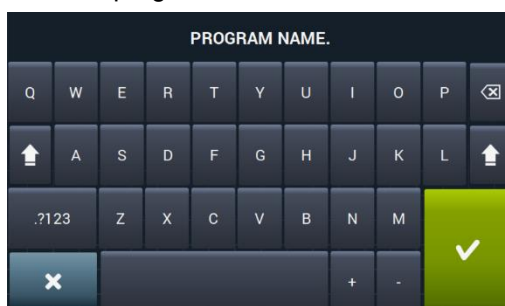 PROGRAM NAME.
Q W E R T Y U I O P
A S D F G H J K L
.?123 Z X C V B N M
+ -